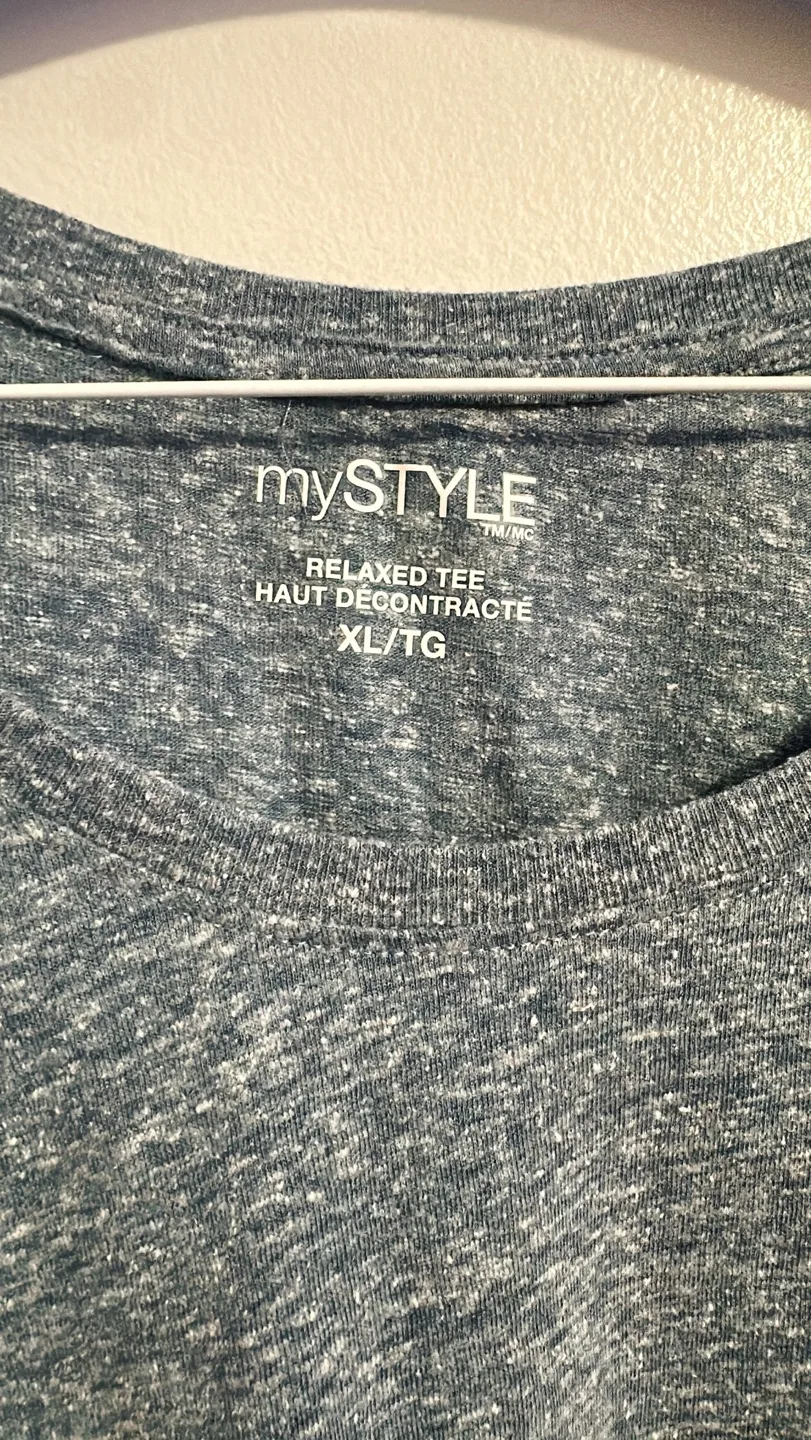 mySTYLE
TM/MC
RELAXED TEE
HAUT DÉCONTRACTÉ
XL/TG